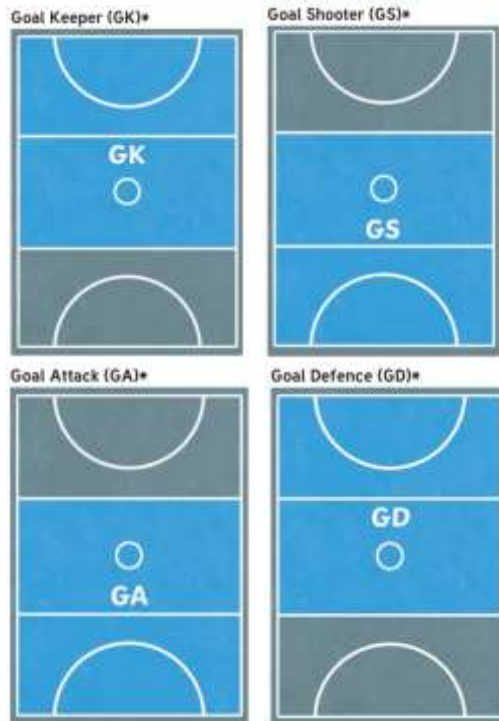 Goal Keeper (GK)*
GK
Goal Shooter (GS)*
GS
Goal Attack (GA)*
GA
Goal Defence (GD)*
GD